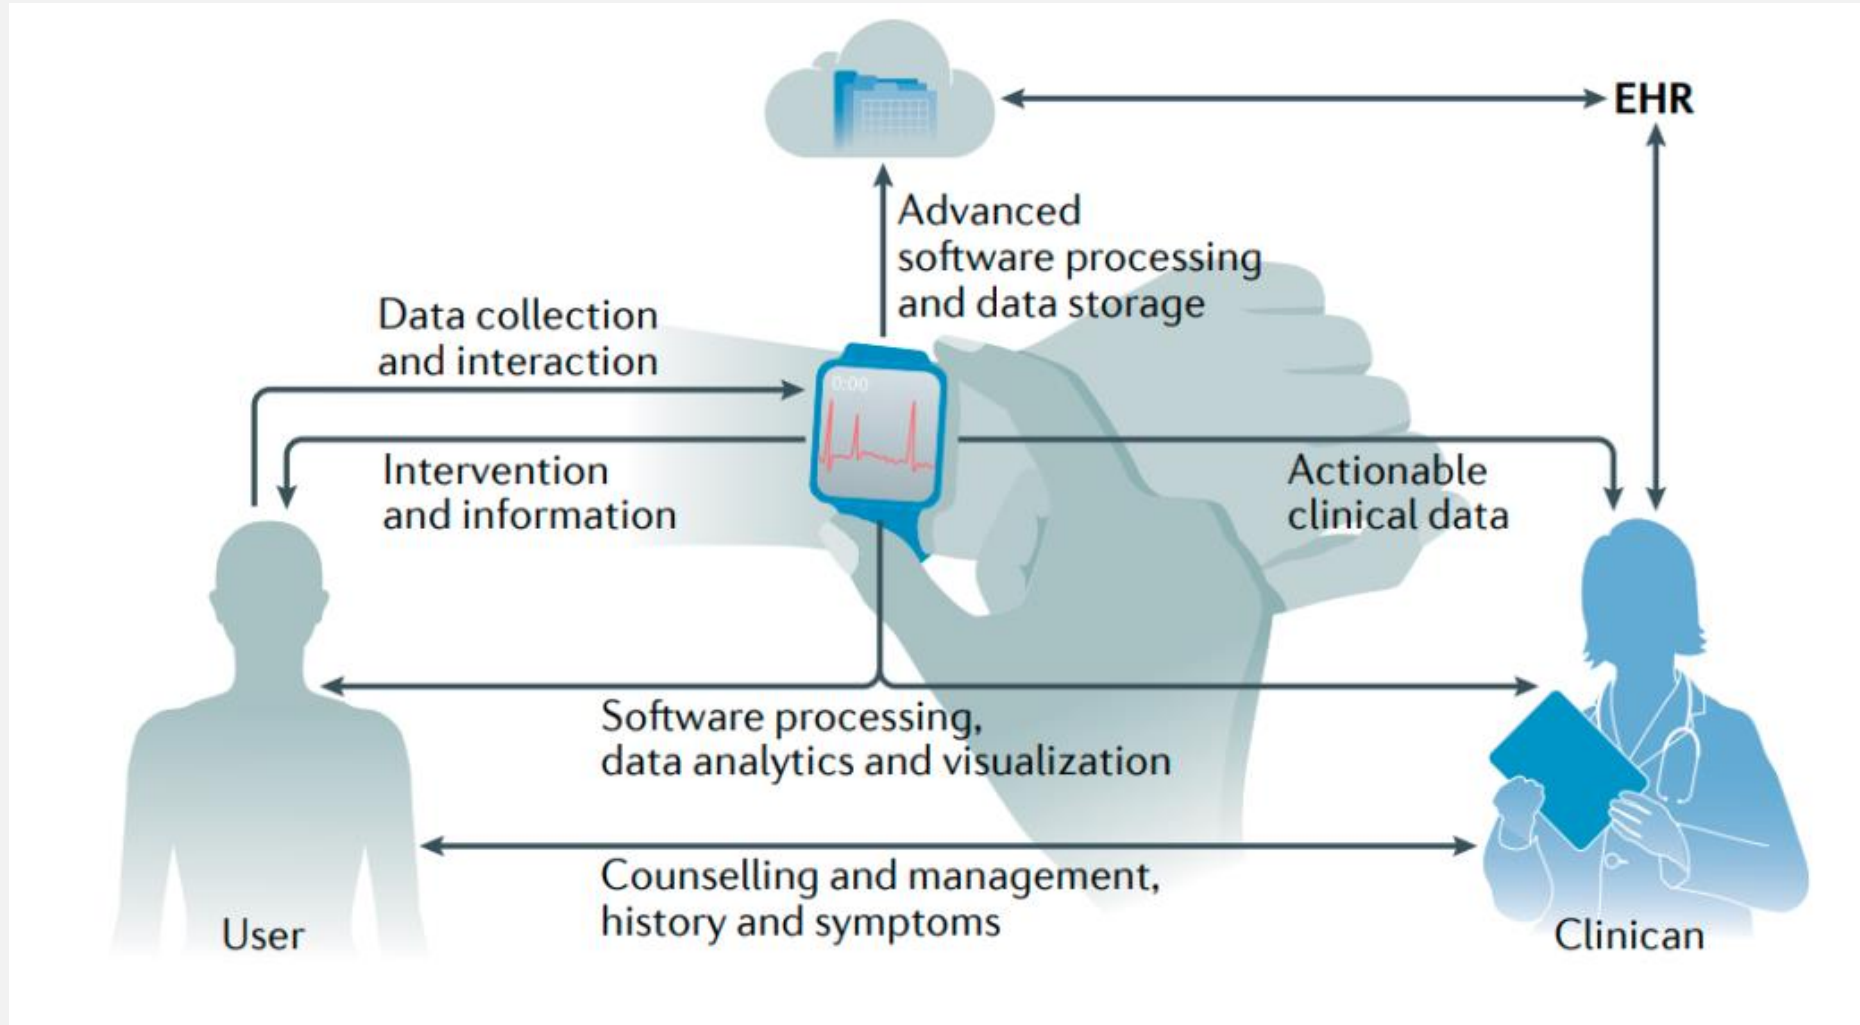 EHR
Advanced
software processing
and data storage
Data collection
and interaction
0:00
Intervention
and information
Actionable
clinical data
Software processing,
data analytics and visualization
Counselling and management,
history and symptoms
User
Clinican